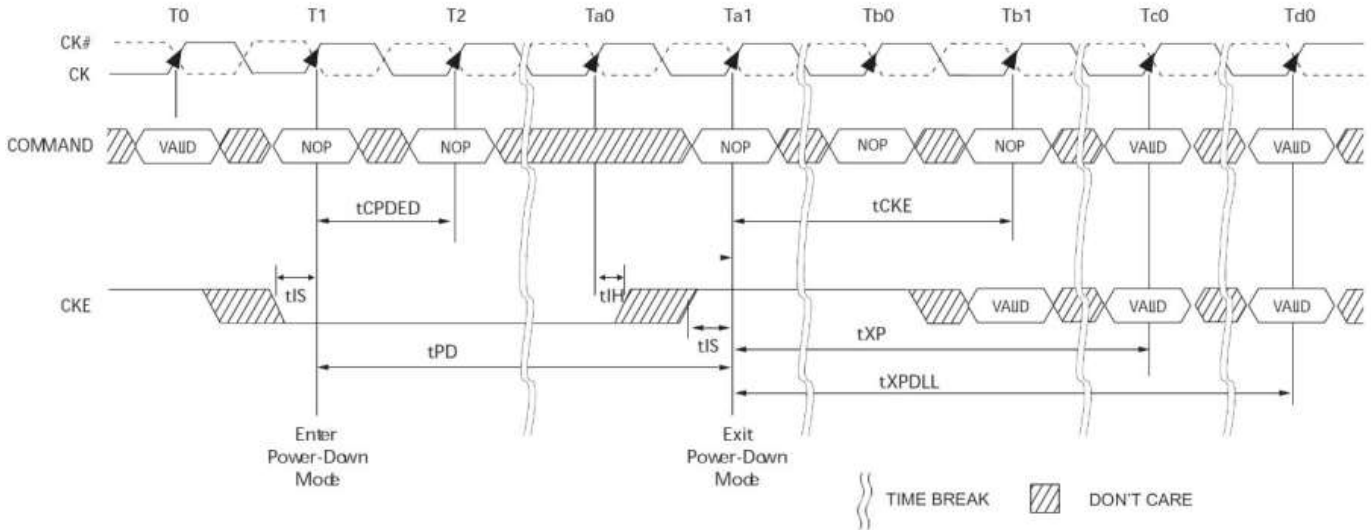 T0 T1 T2 Ta0 Ta1 Tb0 Tb1 Tc0 Td0
CK#
CK
COMMAND VALID NOP NOP NOP NOP NOP VALID VALID
tCPDED tCKE
CKE tIS tIH VALID VALID VALID
tIS tXP
tPD
tXPDLL
Enter
Power-Down
Mode
Exit
Power-Down
Mode
TIME BREAK DON'T CARE